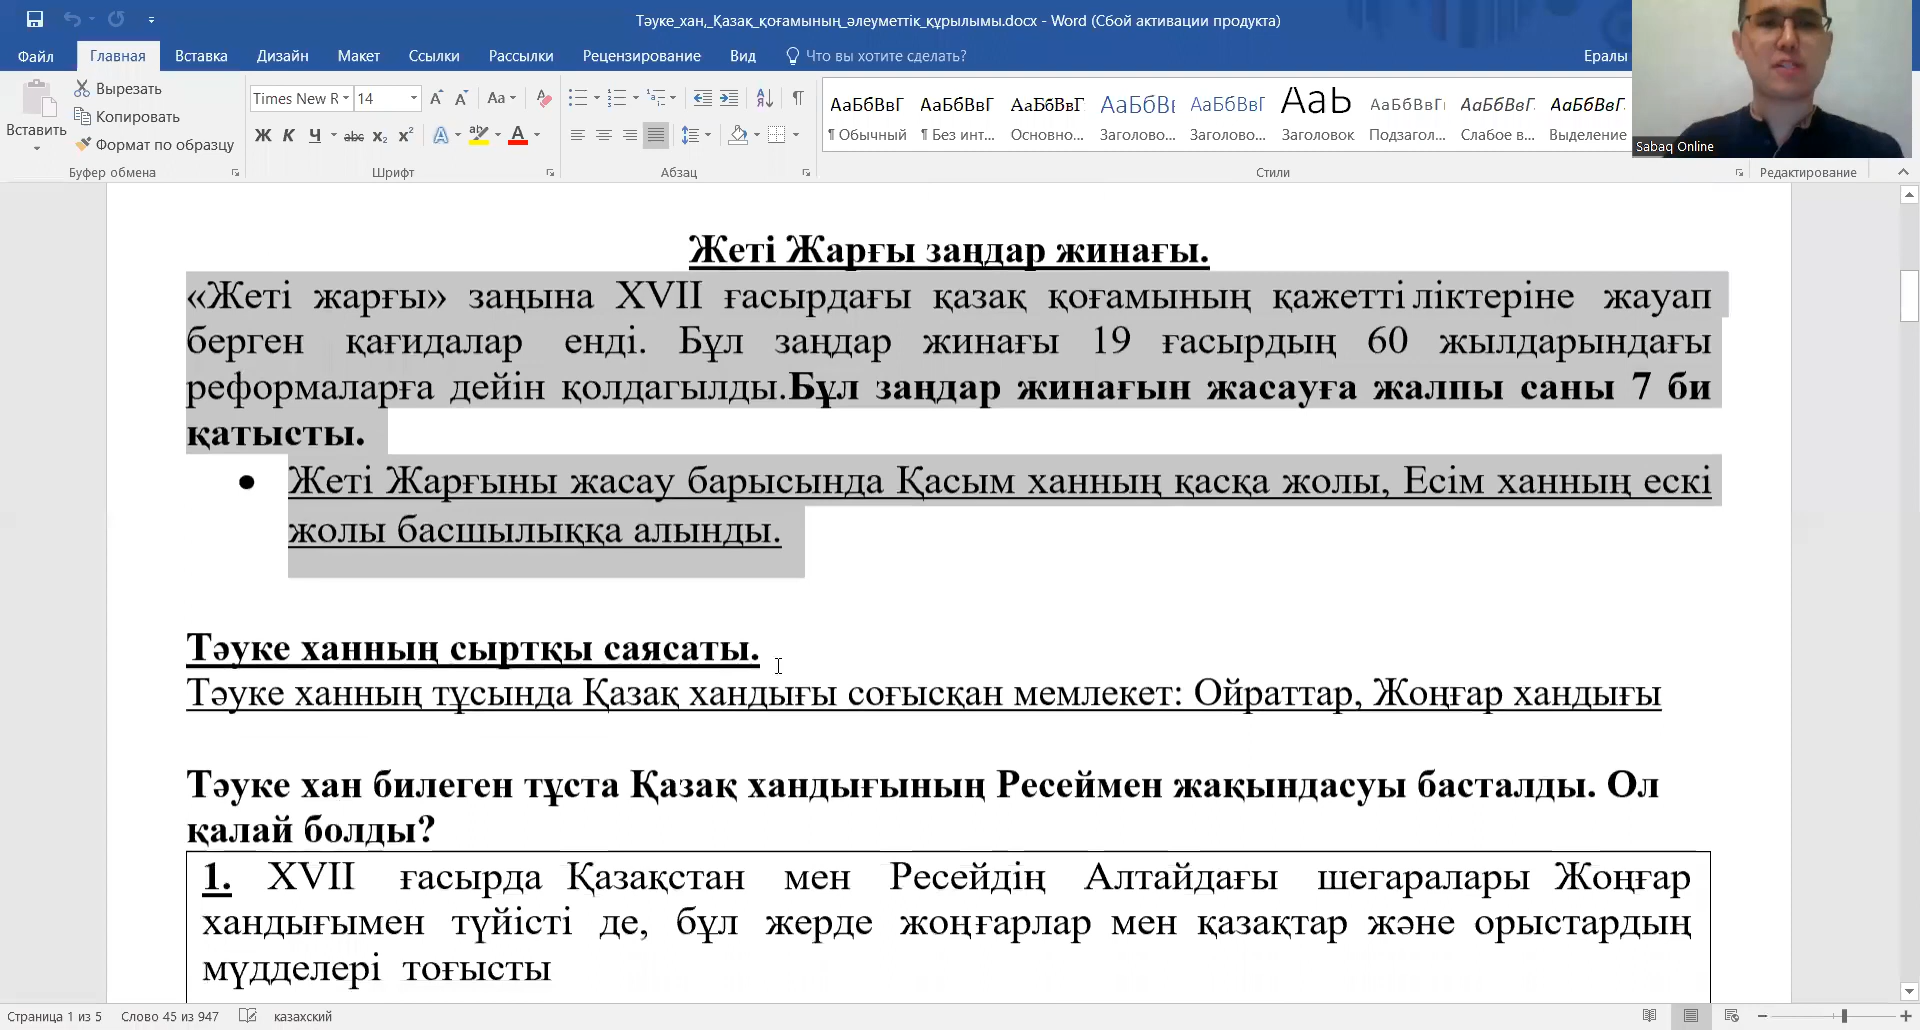 Тәуке_хан,_Қазақ_қоғамының_әлеуметтік_құрылымы.docx - Word (Сбой активации продукта)
Файл Главная Вставка Дизайн Макет Ссылки Рассылки Рецензирование Вид Что вы хотите сделать? Ералы
Вставить
Вырезать
Копировать
Формат по образцу
Буфер обмена
Times New R 14
Aa
Ж К Ч abc x₂ x²
A A
Шрифт
Абзац
АаБбВвГ АаБбВвГ АаБбВвГ АаБбВı АаБбВвГ АаЬ АаБбВвГı АаБбВвГ АаБбВвГ
¶ Обычный ¶ Без инт... Основно... Заголово... Заголово... Заголовок Подзагол... Слабое в... Выделение
Стили
Редактирование
Sabaq Online
Жеті Жарғы заңдар жинағы.
«Жеті жарғы» заңына XVII ғасырдағы қазақ қоғамының қажеттіліктеріне жауап
берген қағидалар енді. Бұл заңдар жинағы 19 ғасырдың 60 жылдарындағы
реформаларға дейін қолдагылды.Бұл заңдар жинағын жасауға жалпы саны 7 би
қатысты.
● Жеті Жарғыны жасау барысында Қасым ханның қасқа жолы, Есім ханның ескі
жолы басшылыққа алынды.
Тәуке ханның сыртқы саясаты.
Тәуке ханның тұсында Қазақ хандығы соғысқан мемлекет: Ойраттар, Жоңғар хандығы
Тәуке хан билеген тұста Қазақ хандығының Ресеймен жақындасуы басталды. Ол
қалай болды?
1. XVII ғасырда Қазақстан мен Ресейдің Алтайдағы шегаралары Жоңғар
хандығымен түйісті де, бұл жерде жоңғарлар мен қазақтар және орыстардың
мүдделері тоғысты
Страница 1 из 5 Слово 45 из 947 казахский